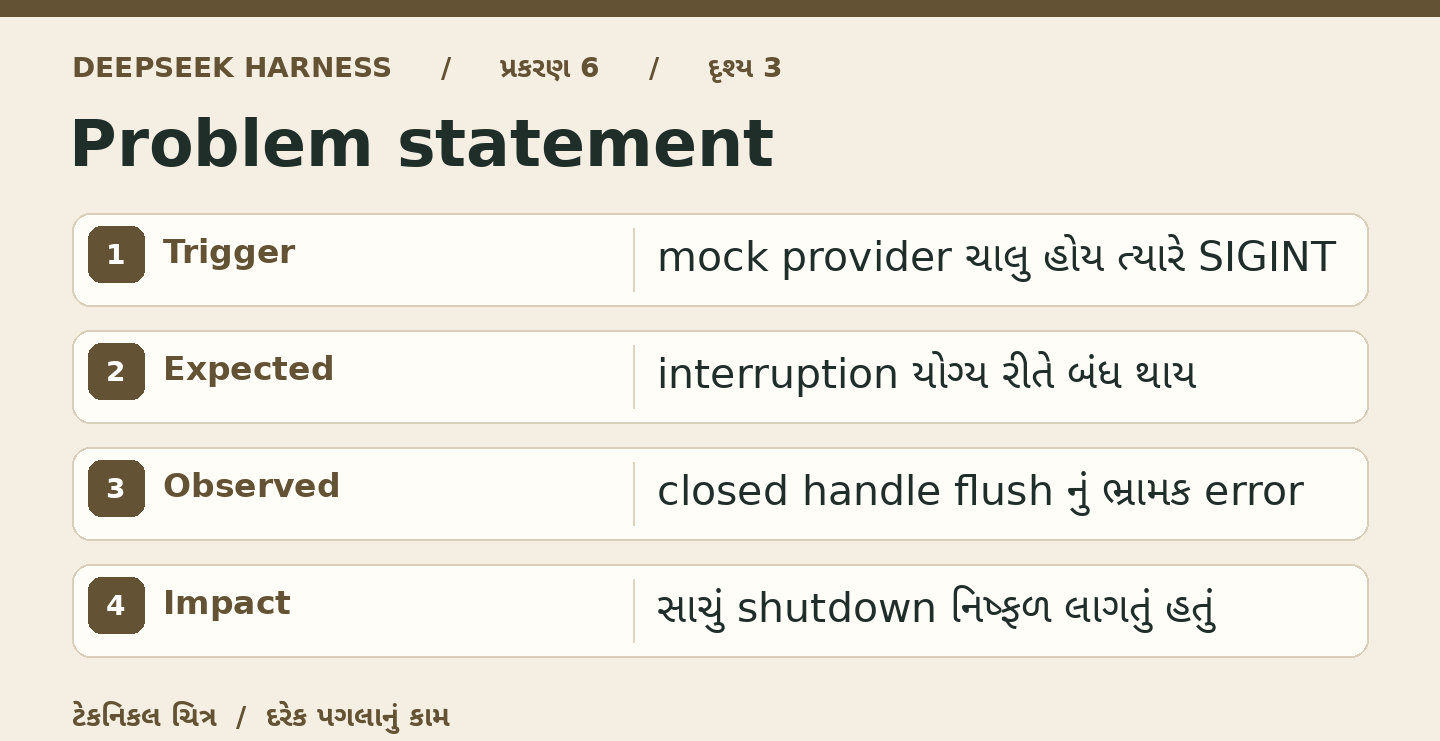 DEEPSEEK HARNESS / પ્રકરણ 6 / દૃશ્ય 3
Problem statement
1 Trigger mock provider ચાલુ હોય ત્યારે SIGINT
2 Expected interruption યોગ્ય રીતે બંધ થાય
3 Observed closed handle flush નું ભ્રામક error
4 Impact સાચું shutdown નિષ્ફળ લાગતું હતું
ટેકનિકલ ચિત્ર / દરેક પગલાનું કામ